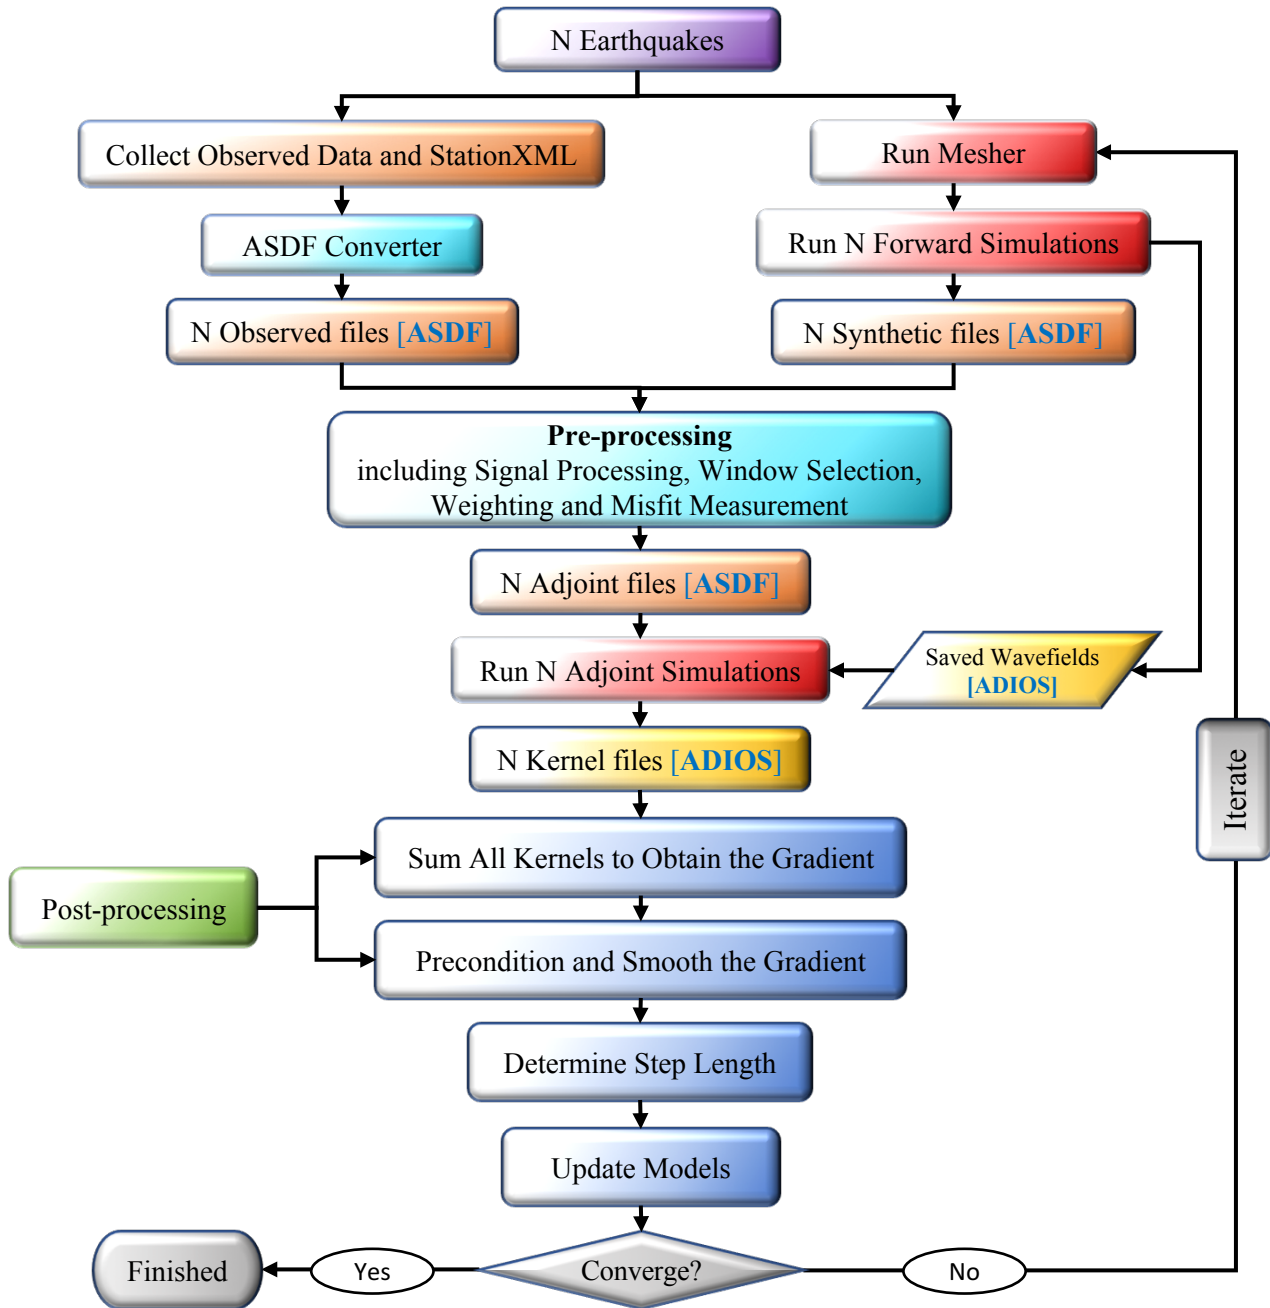 N Earthquakes
Collect Observed Data and StationXML
Run Mesher
ASDF Converter
Run N Forward Simulations
N Observed files [ASDF]
N Synthetic files [ASDF]
Pre-processing
including Signal Processing, Window Selection,
Weighting and Misfit Measurement
N Adjoint files [ASDF]
Run N Adjoint Simulations
Saved Wavefields
[ADIOS]
N Kernel files [ADIOS]
Iterate
Sum All Kernels to Obtain the Gradient
Post-processing
Precondition and Smooth the Gradient
Determine Step Length
Update Models
Finished
Yes
Converge?
No